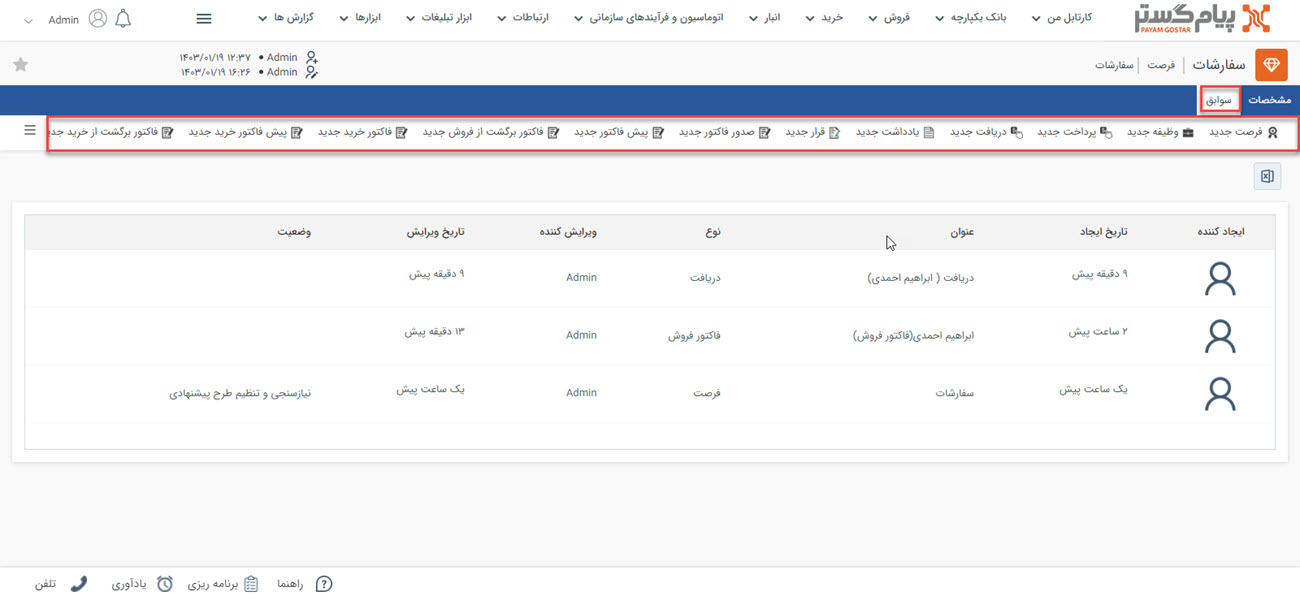 پیام گستر
PAYAM GOSTAR
کارتابل من
بانک یکپارچه
فروش
خرید
انبار
اتوماسیون و فرآیندهای سازمانی
ارتباطات
ابزار تبلیغات
ابزارها
گزارش ها
Admin
سفارشات | فرصت | سفارشات
Admin • ۱۲:۳۷ ۱۴۰۳/۰۱/۱۹
Admin • ۱۶:۲۶ ۱۴۰۳/۰۱/۱۹
مشخصات
سوابق
فرصت جدید
وظیفه جدید
پرداخت جدید
دریافت جدید
یادداشت جدید
قرار جدید
صدور فاکتور جدید
پیش فاکتور جدید
فاکتور برگشت از فروش جدید
فاکتور خرید جدید
پیش فاکتور خرید جدید
فاکتور برگشت از خرید جدی
ایجاد کننده تاریخ ایجاد عنوان نوع ویرایش کننده تاریخ ویرایش وضعیت
۹ دقیقه پیش دریافت ( ابراهیم احمدی) دریافت Admin ۹ دقیقه پیش
۲ ساعت پیش ابراهیم احمدی(فاکتور فروش) فاکتور فروش Admin ۱۳ دقیقه پیش
یک ساعت پیش سفارشات فرصت Admin یک ساعت پیش نیازسنجی و تنظیم طرح پیشنهادی
راهنما
برنامه ریزی
یادآوری
تلفن